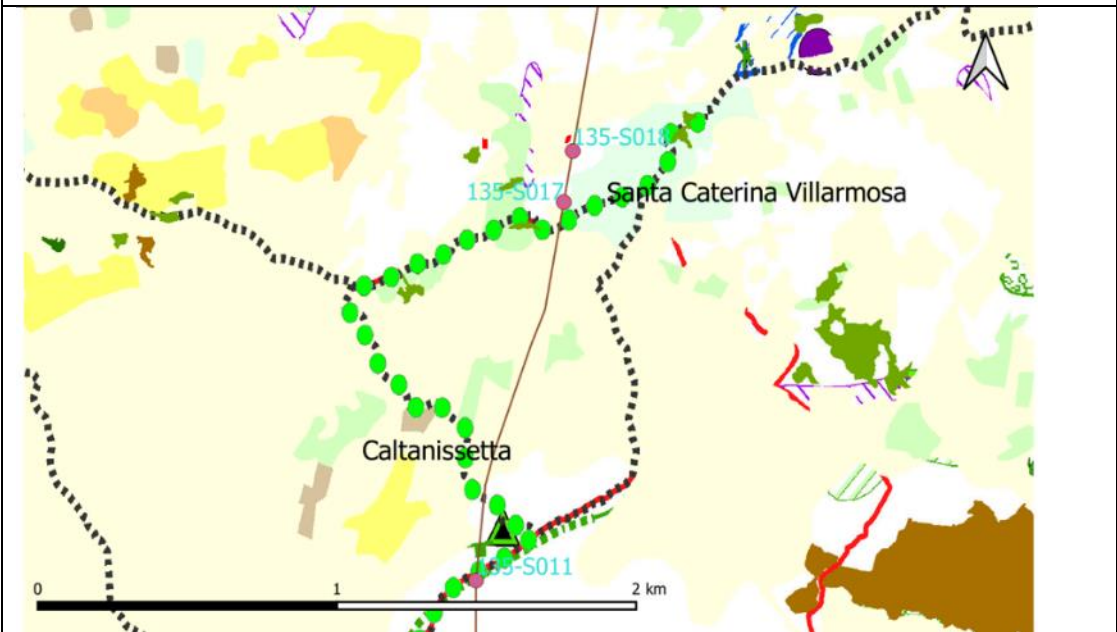 135-S018
135-S017
Santa Caterina Villarmosa
Caltanissetta
135-S011
0 1 2 km